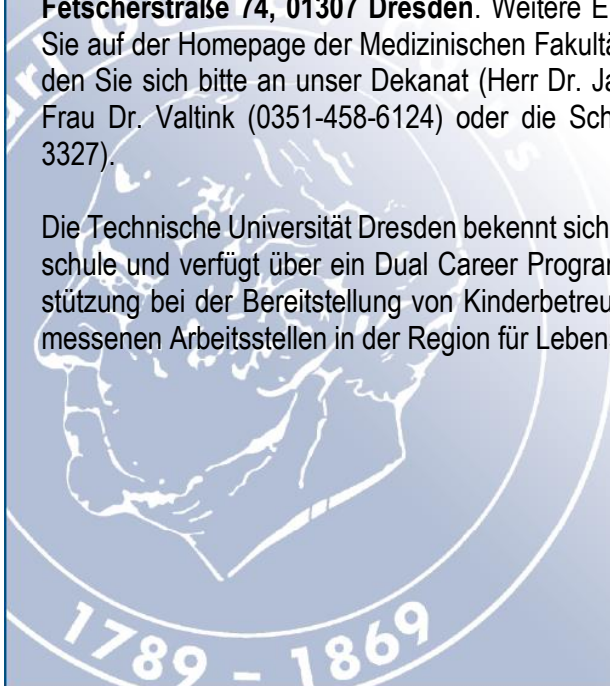 Fetscherstraße 74, 01307 Dresden. Weitere E
Sie auf der Homepage der Medizinischen Fakultä
den Sie sich bitte an unser Dekanat (Herr Dr. Ja
Frau Dr. Valtink (0351-458-6124) oder die Sch
3327).
Die Technische Universität Dresden bekennt sich
schule und verfügt über ein Dual Career Program
stützung bei der Bereitstellung von Kinderbetreu
messenen Arbeitsstellen in der Region für Leben
1789 – 1869